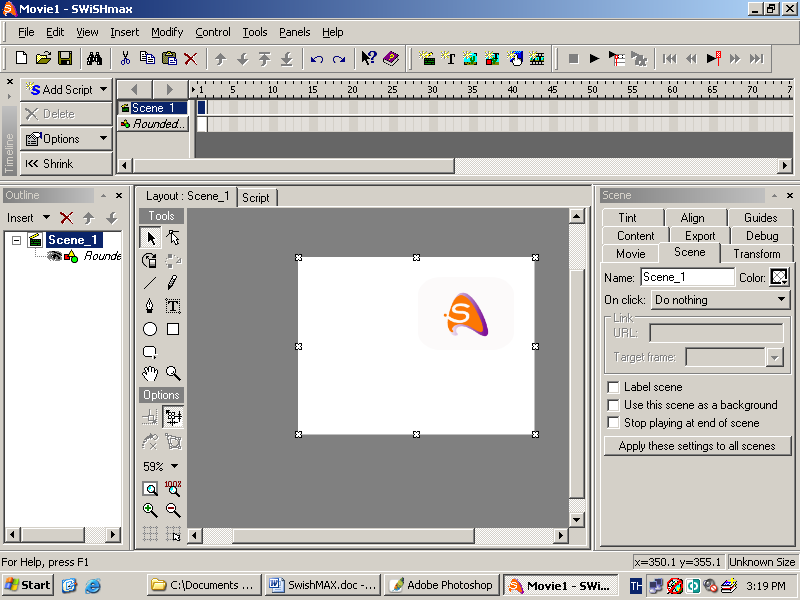 Movie1 - SWiSHmax
File Edit View Insert Modify Control Tools Panels Help
Timeline
Add Script
Delete
Options
Shrink
1 5 10 15 20 25 30 35 40 45 50 55 60 65 70 7
Scene_1
Rounded...
Outline
Insert
Scene_1
Rounde
Layout : Scene_1 Script
Tools
Options
59%
100%
S
Scene
Tint Align Guides
Content Export Debug
Movie Scene Transform
Name: Scene_1 Color:
On click: Do nothing
Link
URL:
Target frame:
Label scene
Use this scene as a background
Stop playing at end of scene
Apply these settings to all scenes
For Help, press F1
x=350.1 y=355.1 Unknown Size
Start C:\Documents ... SwishMAX.doc -... Adobe Photoshop Movie1 - SWi... TH 3:19 PM